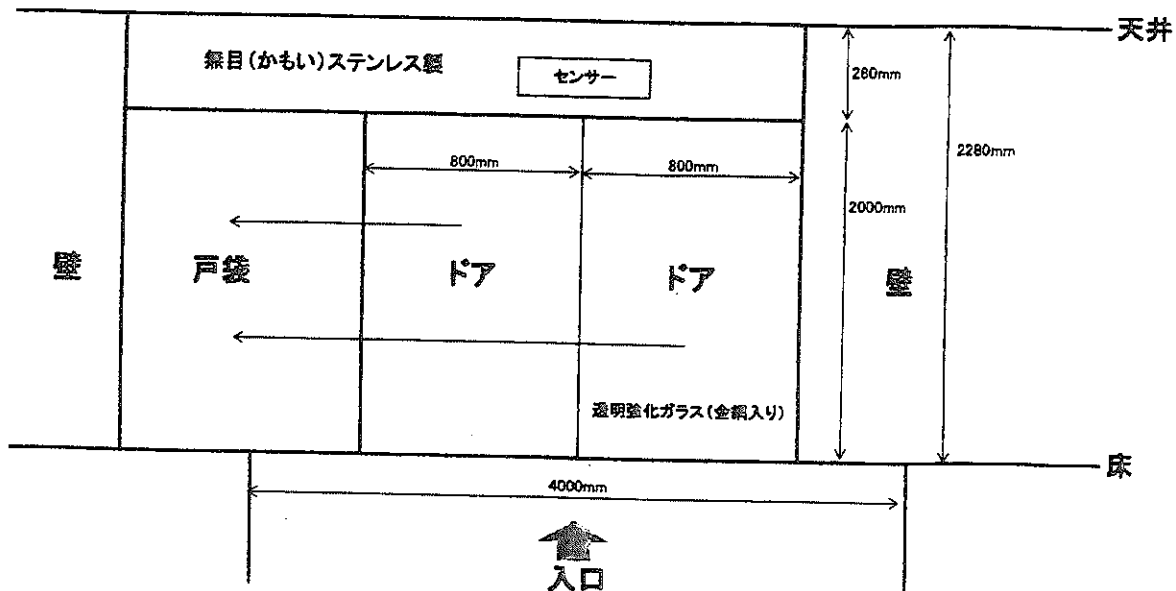 天井
無目(かもい)ステンレス製
センサー
280mm
800mm
800mm
2280mm
2000mm
壁
戸袋
ドア
ドア
壁
透明強化ガラス(金網入り)
床
4000mm
入口